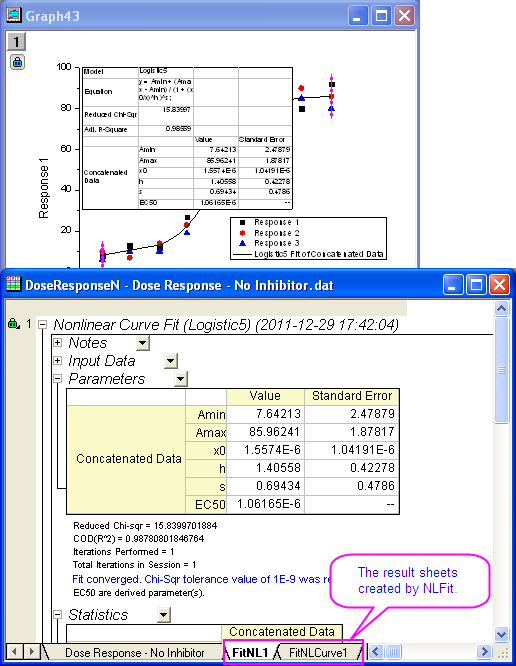 Graph43
1
100
80
60
40
20
Response 1
Model Logistic5
Equation y = Amin + (Ama
x - Amin) / (1 + (x
0/x)^h)^s;
Reduced Chi-Sqr 15.83997
Adj. R-Square 0.98559
Value Standard Error
Concatenated
Data
Amin 7.64213 2.47879
Amax 85.96241 1.87817
x0 1.5574E-6 1.04191E-6
h 1.40558 0.42278
s 0.69434 0.4786
EC50 1.06165E-6 --
Response 1
Response 2
Response 3
Logistic5 Fit of Concatenated Data
DoseResponseN - Dose Response - No Inhibitor.dat
1 Nonlinear Curve Fit (Logistic5) (2011-12-29 17:42:04)
Notes
Input Data
Parameters
Value Standard Error
Concatenated Data
Amin 7.64213 2.47879
Amax 85.96241 1.87817
x0 1.5574E-6 1.04191E-6
h 1.40558 0.42278
s 0.69434 0.4786
EC50 1.06165E-6 --
Reduced Chi-sqr = 15.8399701884
COD(R^2) = 0.98780801846764
Iterations Performed = 1
Total Iterations in Session = 1
Fit converged. Chi-Sqr tolerance value of 1E-9 was
EC50 are derived parameter(s).
The result sheets
created by NLFit.
Statistics
Concatenated Data
Dose Response - No Inhibitor FitNL1 FitNLCurve1